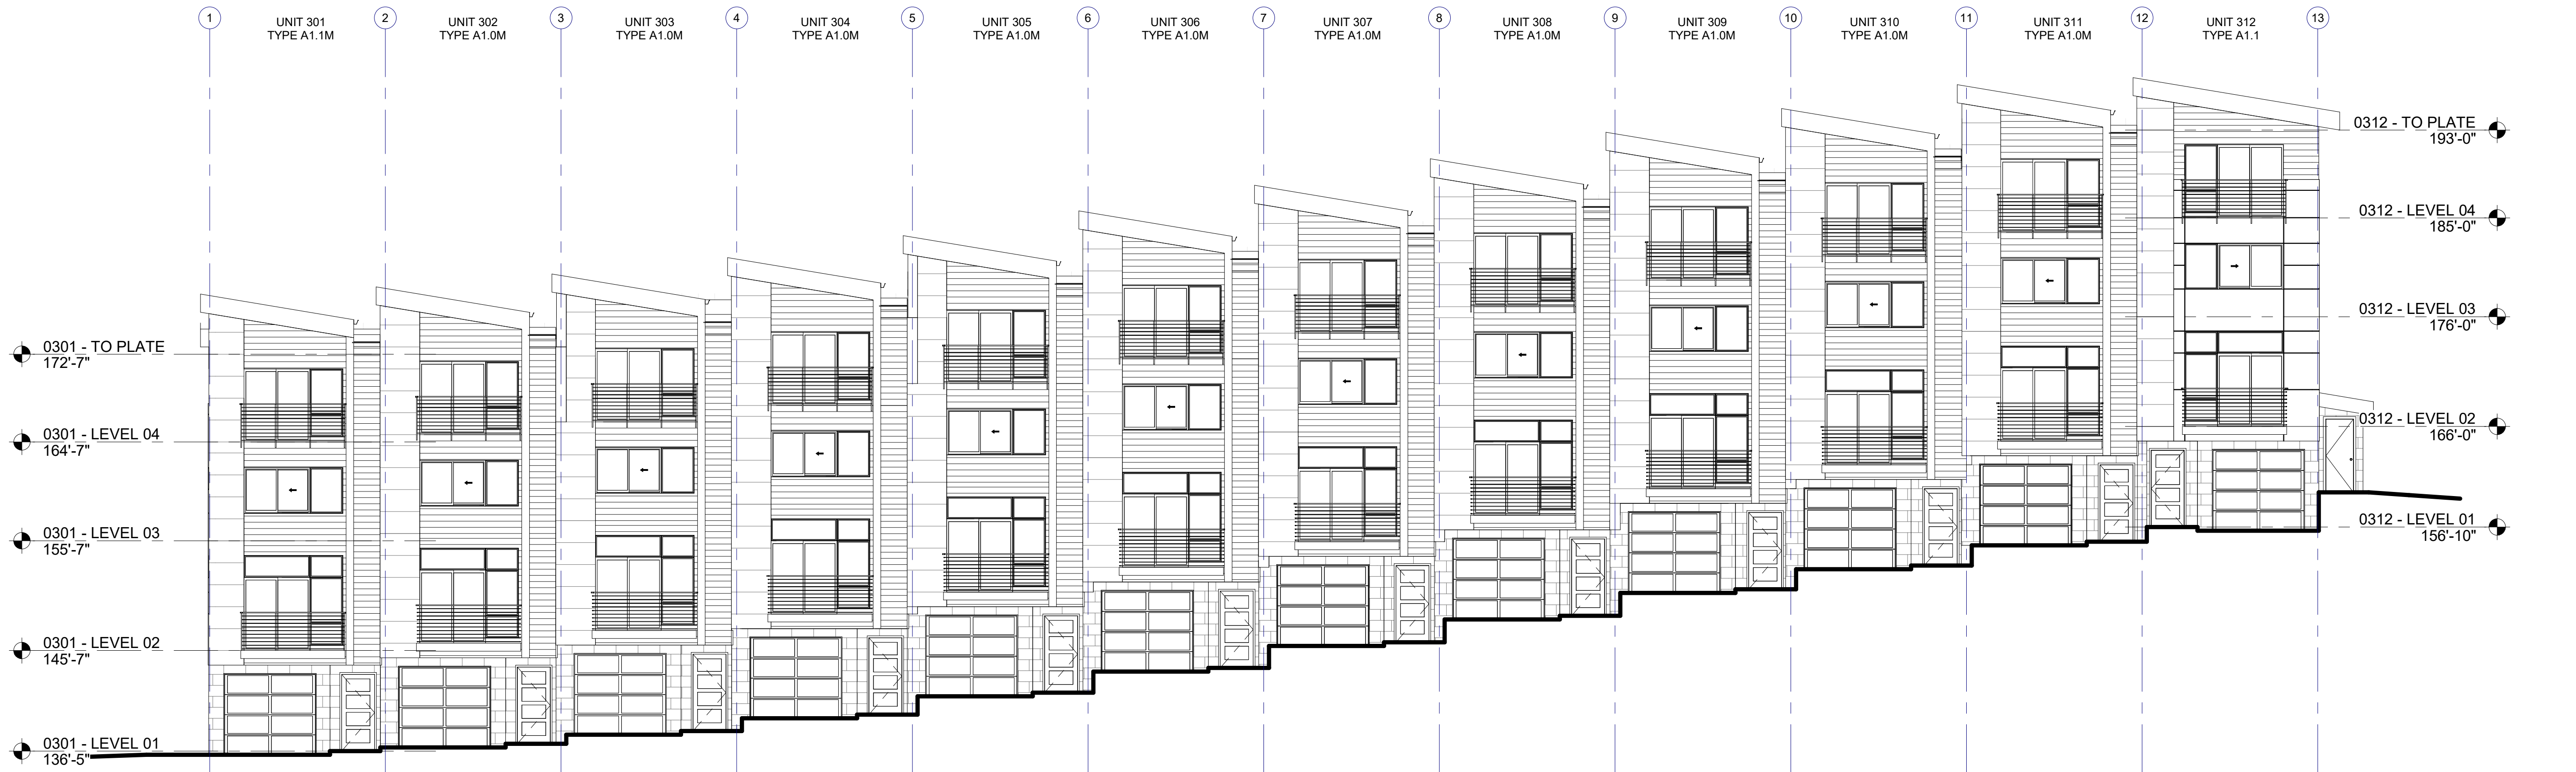 1
UNIT 301
TYPE A1.1M
2
UNIT 302
TYPE A1.0M
3
UNIT 303
TYPE A1.0M
4
UNIT 304
TYPE A1.0M
5
UNIT 305
TYPE A1.0M
6
UNIT 306
TYPE A1.0M
7
UNIT 307
TYPE A1.0M
8
UNIT 308
TYPE A1.0M
9
UNIT 309
TYPE A1.0M
10
UNIT 310
TYPE A1.0M
11
UNIT 311
TYPE A1.0M
12
UNIT 312
TYPE A1.1
13
0301 - TO PLATE
172'-7"
0301 - LEVEL 04
164'-7"
0301 - LEVEL 03
155'-7"
0301 - LEVEL 02
145'-7"
0301 - LEVEL 01
136'-5"
0312 - TO PLATE
193'-0"
0312 - LEVEL 04
185'-0"
0312 - LEVEL 03
176'-0"
0312 - LEVEL 02
166'-0"
0312 - LEVEL 01
156'-10"